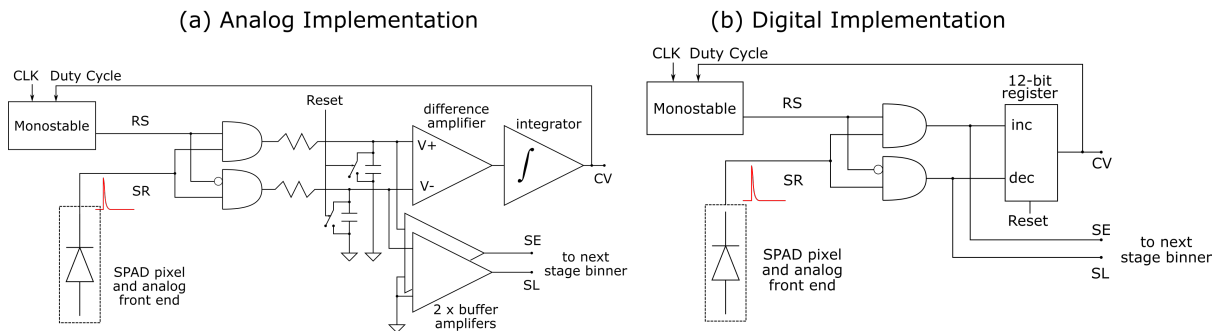 (a) Analog Implementation
CLK Duty Cycle
Monostable
RS
SR
SPAD pixel
and analog
front end
Reset
difference
amplifier
V+
V-
integrator
∫
CV
SE
to next
stage binner
SL
2 x buffer
amplifers
(b) Digital Implementation
CLK Duty Cycle
Monostable
RS
SR
SPAD pixel
and analog
front end
12-bit
register
inc
dec
Reset
CV
SE
to next
stage binner
SL